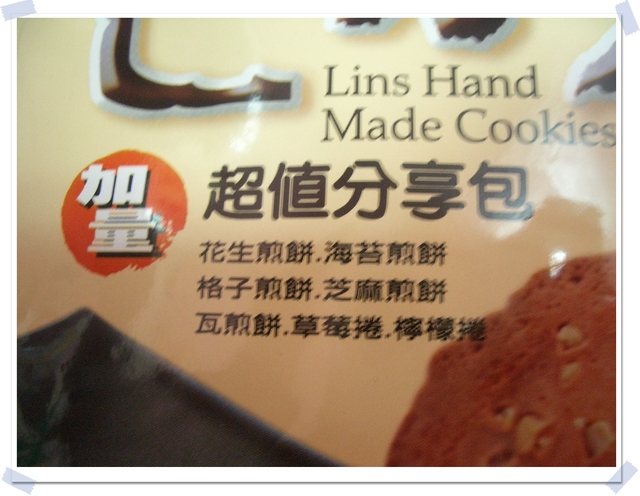 Lins Hand
Made Cookies
加量
超值分享包
花生煎餅.海苔煎餅
格子煎餅.芝麻煎餅
瓦煎餅.草莓捲.檸檬捲